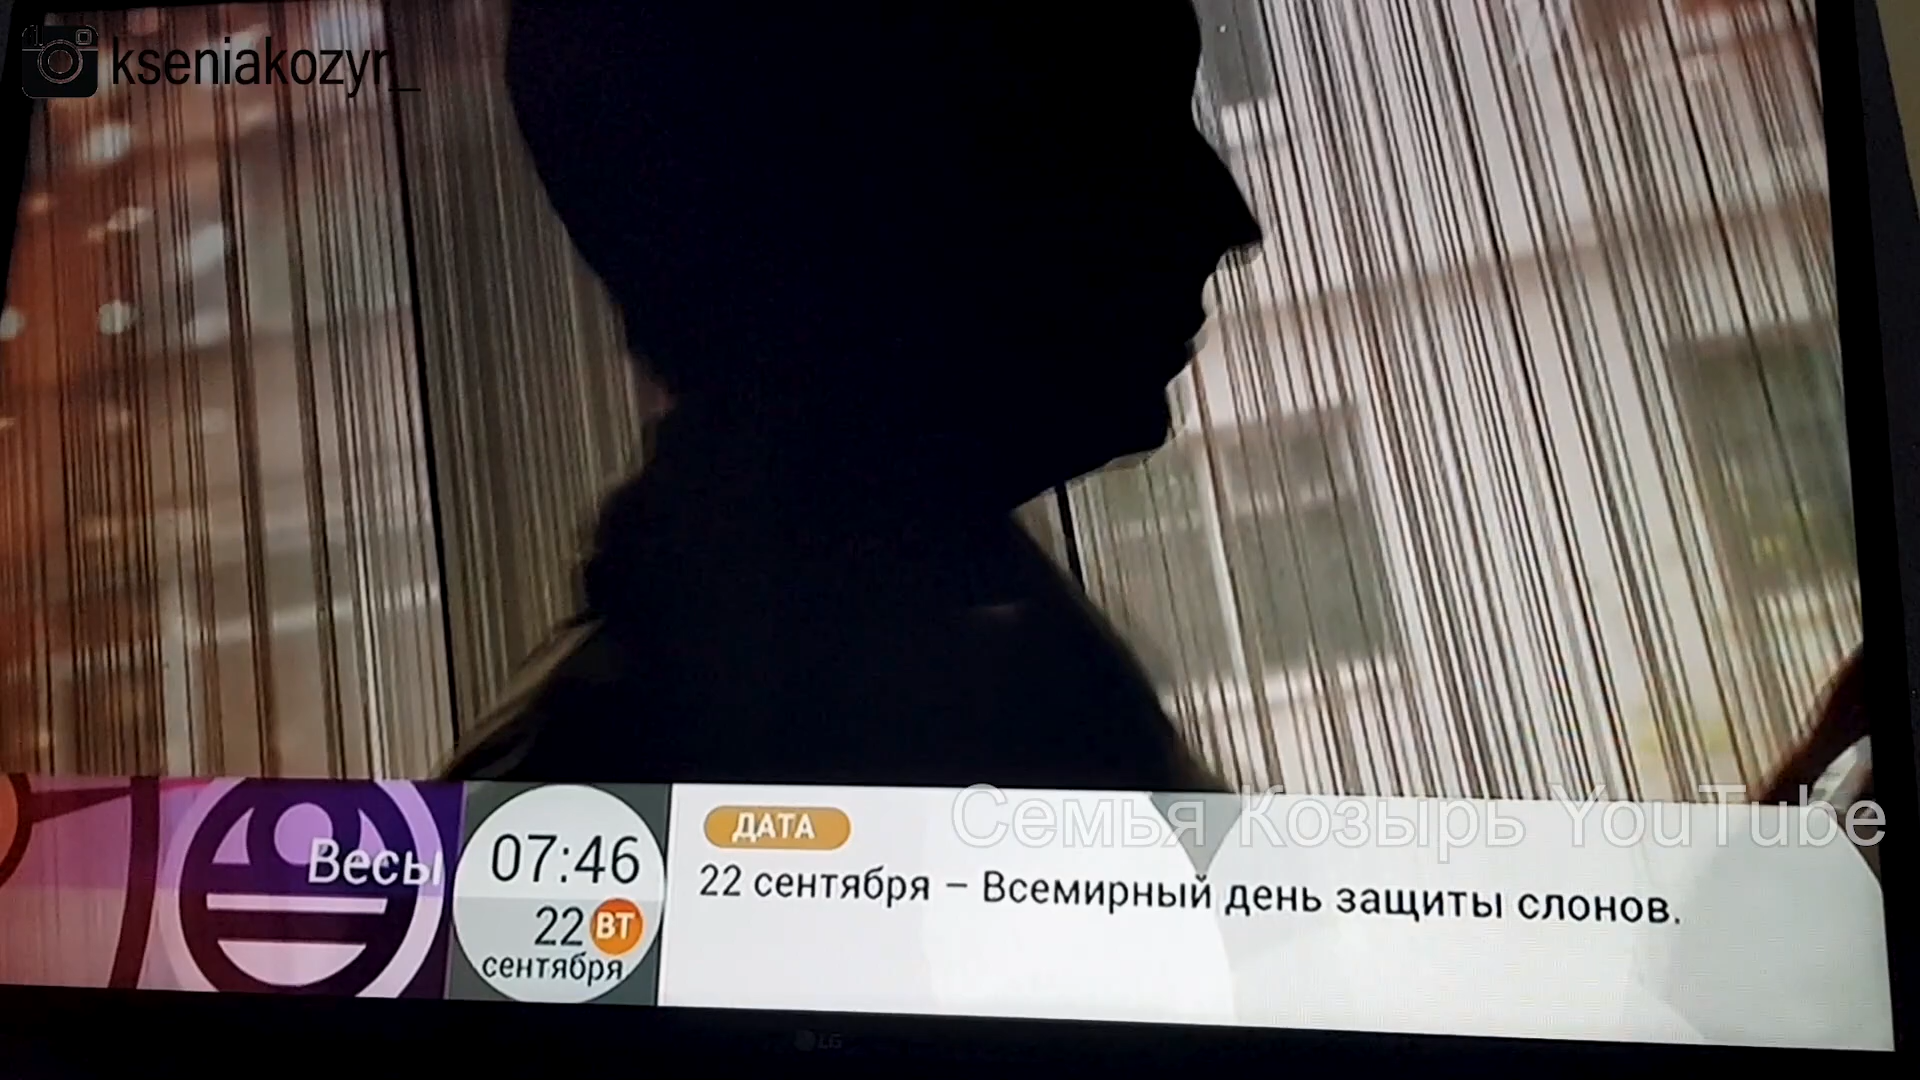 kseniakozyr_
Весы
07:46
22 ВТ
сентября
ДАТА
22 сентября – Всемирный день защиты слонов.
Семья Козырь YouTube
LG